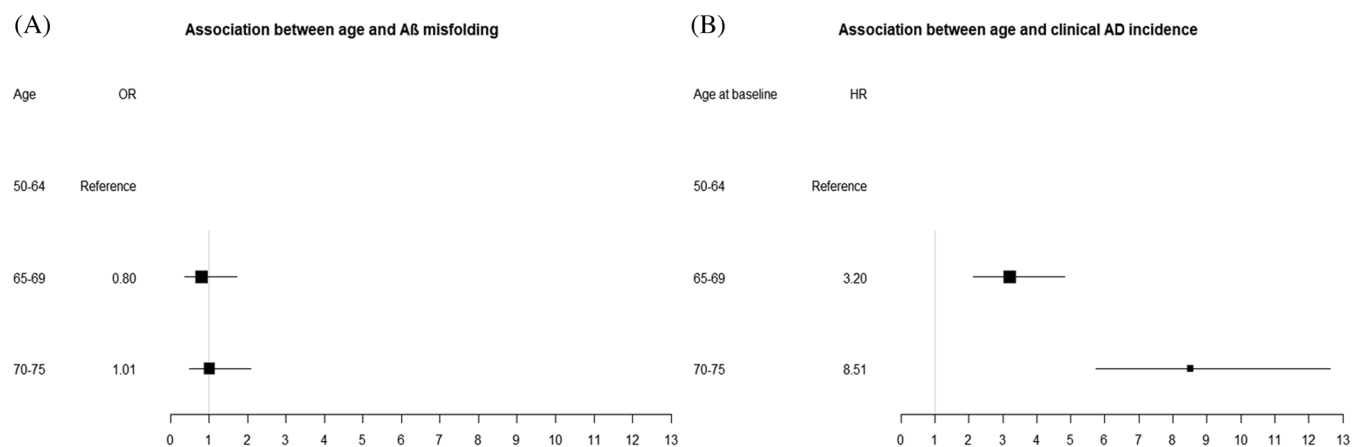 (A) Association between age and Aß misfolding
Age OR
50-64 Reference
65-69 0.80
70-75 1.01
0 1 2 3 4 5 6 7 8 9 10 11 12 13
(B) Association between age and clinical AD incidence
Age at baseline HR
50-64 Reference
65-69 3.20
70-75 8.51
0 1 2 3 4 5 6 7 8 9 10 11 12 13